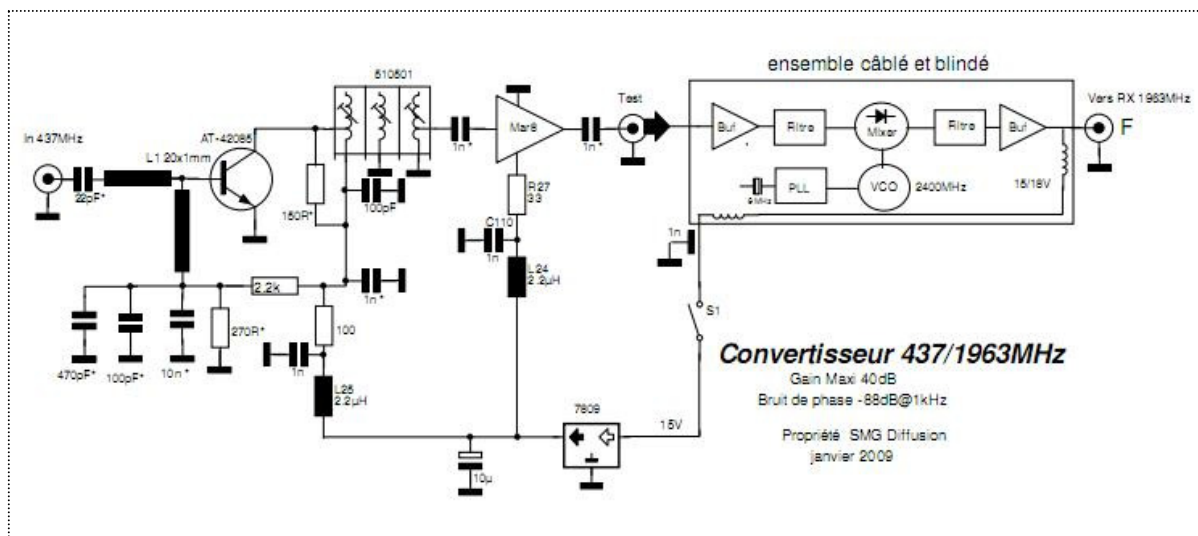 ensemble câblé et blindé
510501
Test
Vers RX 1963MHz
F
In 437MHz
AT-42085
Mar8
Buf
Filtre
Mixer
Filtre
Buf
L1 20x1mm
1n*
1n*
22pF*
150R*
100pF
R27
33
9 MHz
PLL
VCO
2400MHz
15/18V
C110
1n
1n
2.2k
1n*
L24
2.2µH
S1
470pF*
100pF*
10n*
270R*
100
1n
L25
2.2µH
Convertisseur 437/1963MHz
Gain Maxi 40dB
Bruit de phase -88dB@1kHz
7809
15V
10µ
Propriété SMG Diffusion
janvier 2009